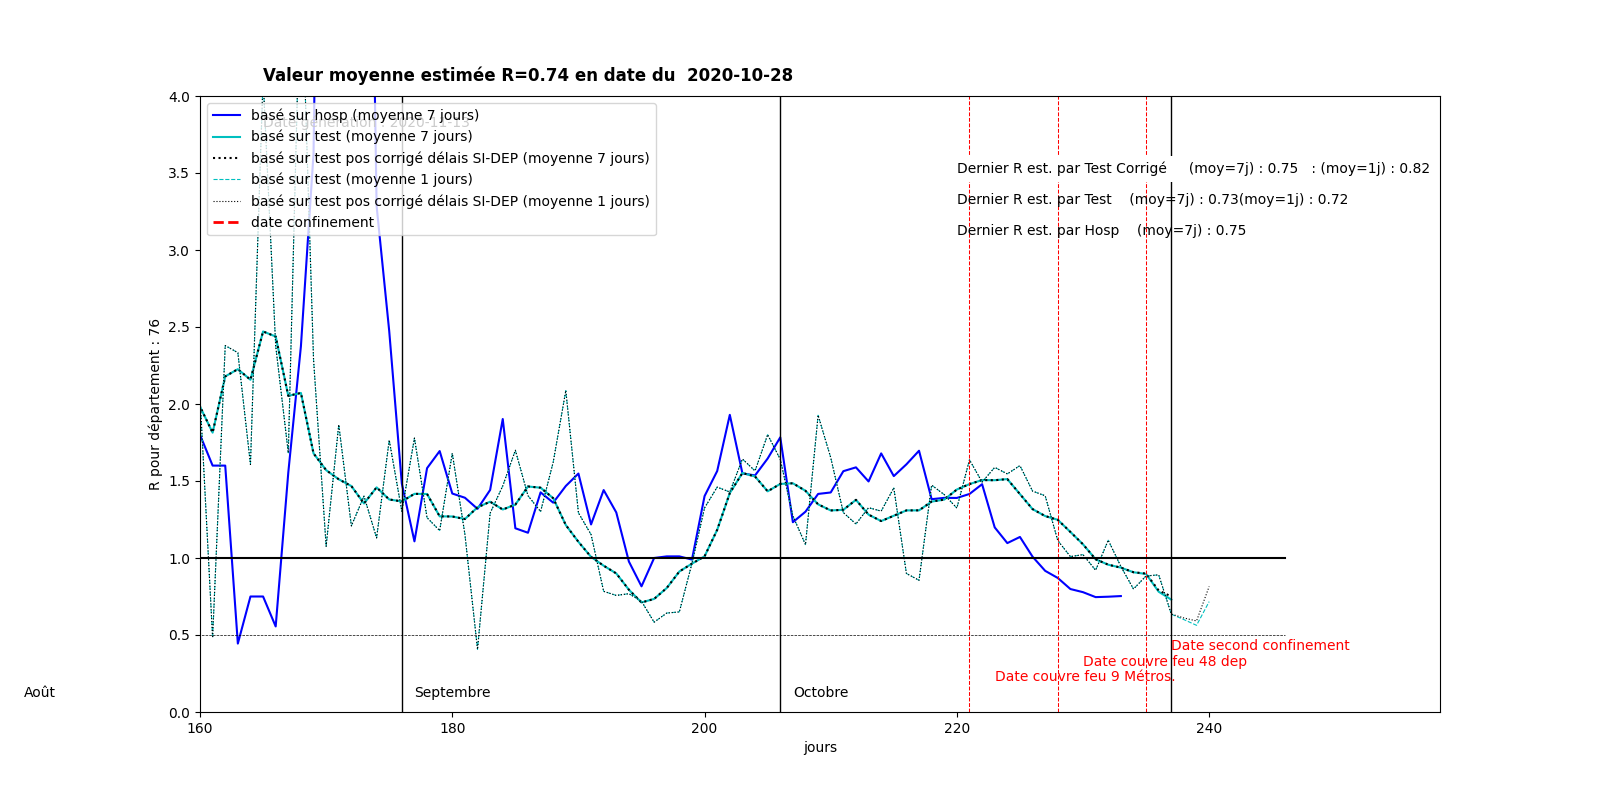 Valeur moyenne estimée R=0.74 en date du  2020-10-28
Date génération : 2020-11-13
basé sur hosp (moyenne 7 jours)
basé sur test (moyenne 7 jours)
basé sur test pos corrigé délais SI-DEP (moyenne 7 jours)
basé sur test (moyenne 1 jours)
basé sur test pos corrigé délais SI-DEP (moyenne 1 jours)
date confinement
Dernier R est. par Test Corrigé     (moy=7j) : 0.75   : (moy=1j) : 0.82
Dernier R est. par Test    (moy=7j) : 0.73(moy=1j) : 0.72
Dernier R est. par Hosp    (moy=7j) : 0.75
4.0
3.5
3.0
2.5
2.0
1.5
1.0
0.5
0.0
R pour département : 76
Date second confinement
Date couvre feu 48 dep
Date couvre feu 9 Métros.
Août
Septembre
Octobre
160
180
200
220
240
jours